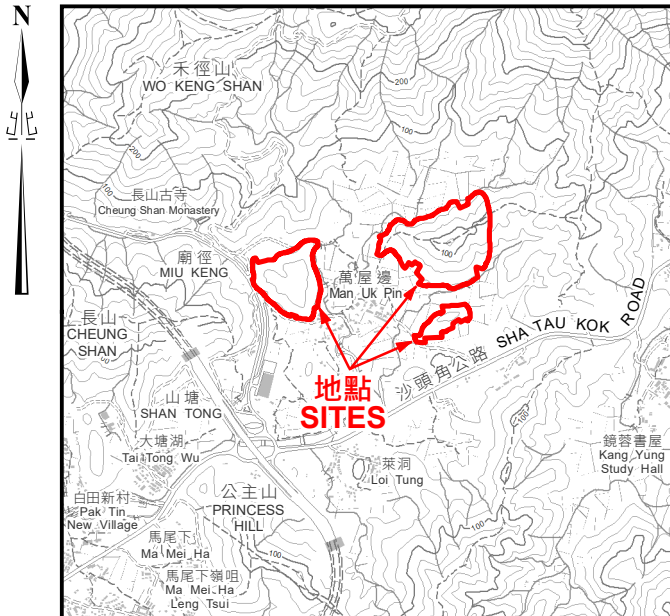 N
北
禾徑山
WO KENG SHAN
200
100
200
100
長山古寺
Cheung Shan Monastery
廟徑
MIU KENG
萬屋邊
Man Uk Pin
100
長山
CHEUNG
SHAN
地點
SITES
沙頭角公路 SHA TAU KOK ROAD
山塘
SHAN TONG
大塘湖
Tai Tong Wu
萊洞
Loi Tung
100
鏡蓉書屋
Kang Yung
Study Hall
白田新村
Pak Tin
New Village
公主山
PRINCESS
HILL
馬尾下
Ma Mei Ha
100
100
馬尾下嶺咀
Ma Mei Ha
Leng Tsui